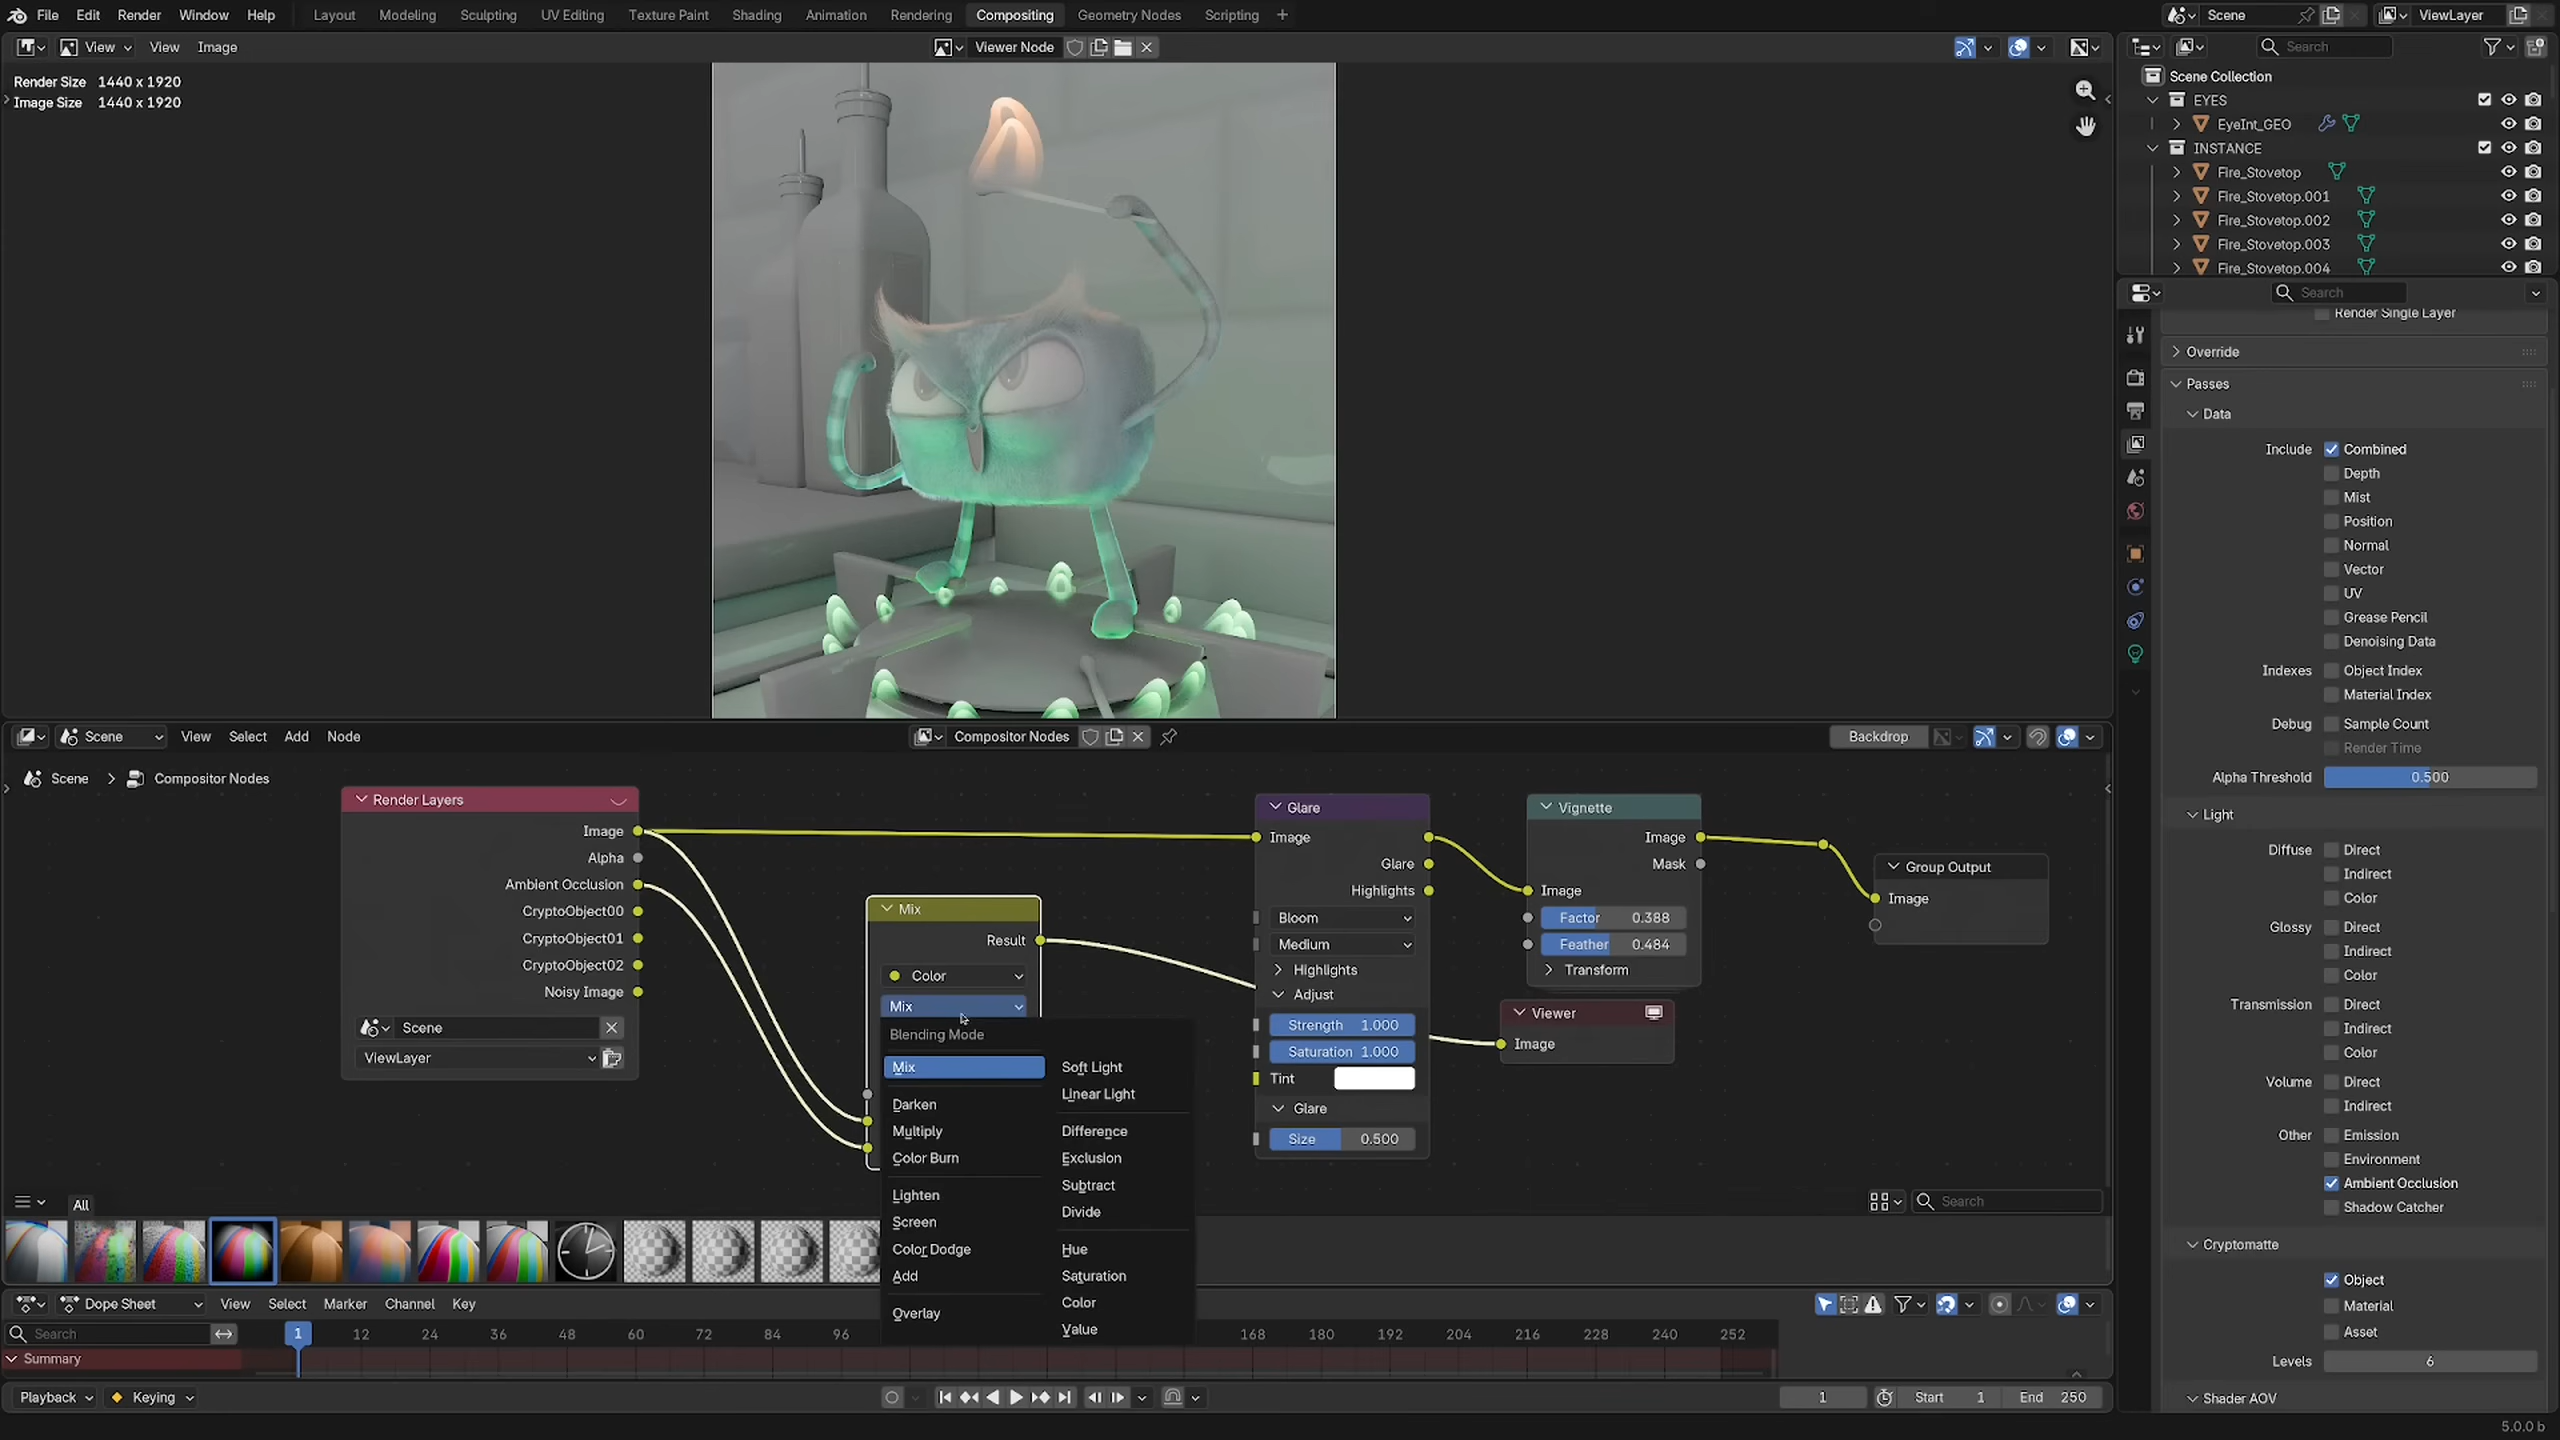 File Edit Render Window Help Layout Modeling Sculpting UV Editing Texture Paint Shading Animation Rendering Compositing Geometry Nodes Scripting + Scene ViewLayer
View View Image Viewer Node Search
Render Size 1440 x 1920
Image Size 1440 x 1920
Scene Collection
EYES
EyeInt_GEO
INSTANCE
Fire_Stovetop
Fire_Stovetop.001
Fire_Stovetop.002
Fire_Stovetop.003
Fire_Stovetop.004
Search
Render Single Layer
Override
Passes
Data
Include Combined
Depth
Mist
Position
Normal
Vector
UV
Grease Pencil
Denoising Data
Indexes Object Index
Material Index
Debug Sample Count
Render Time
Alpha Threshold 0.500
Light
Diffuse Direct
Indirect
Color
Glossy Direct
Indirect
Color
Transmission Direct
Indirect
Color
Volume Direct
Indirect
Other Emission
Environment
Ambient Occlusion
Shadow Catcher
Cryptomatte
Object
Material
Asset
Levels 6
Shader AOV
Scene View Select Add Node Compositor Nodes Backdrop
Scene > Compositor Nodes
Render Layers
Image
Alpha
Ambient Occlusion
CryptoObject00
CryptoObject01
CryptoObject02
Noisy Image
Scene
ViewLayer
Mix
Result
Color
Mix
Blending Mode
Mix
Darken
Multiply
Color Burn
Lighten
Screen
Color Dodge
Add
Overlay
Soft Light
Linear Light
Difference
Exclusion
Subtract
Divide
Hue
Saturation
Color
Value
Glare
Image
Glare
Highlights
Bloom
Medium
Highlights
Adjust
Strength 1.000
Saturation 1.000
Tint
Glare
Size 0.500
Vignette
Image
Mask
Image
Factor 0.388
Feather 0.484
Transform
Viewer
Image
Group Output
Image
All Search
Dope Sheet View Select Marker Channel Key
Search 1 12 24 36 48 60 72 84 96 168 180 192 204 216 228 240 252
Summary
Playback Keying 1 Start 1 End 250
5.0.0 b